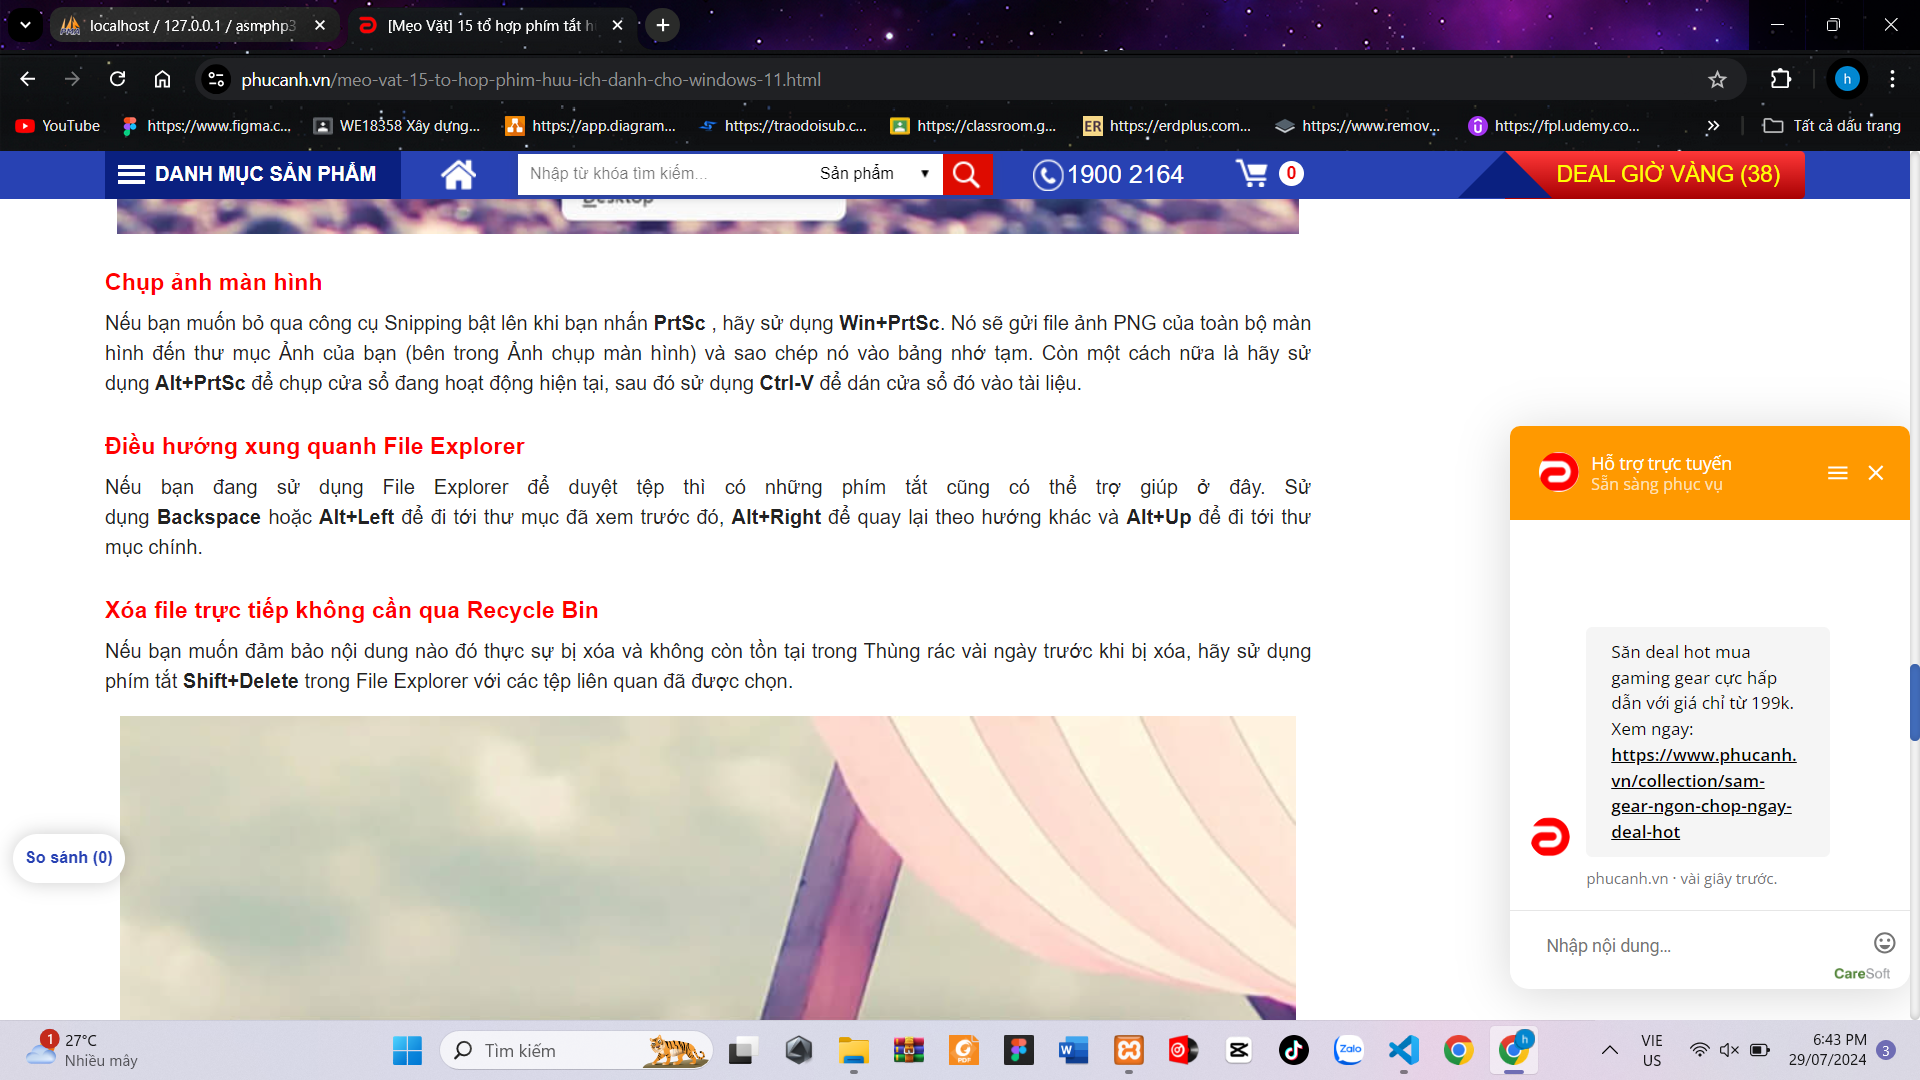 localhost / 127.0.0.1 / asmphp3
[Mẹo Vặt] 15 tổ hợp phím tắt h
phucanh.vn/meo-vat-15-to-hop-phim-huu-ich-danh-cho-windows-11.html
h
YouTube
https://www.figma.c...
WE18358 Xây dựng...
https://app.diagram...
https://traodoisub.c...
https://classroom.g...
ER
https://erdplus.com...
https://www.remov...
https://fpl.udemy.co...
Tất cả dấu trang
DANH MỤC SẢN PHẨM
Nhập từ khóa tìm kiếm...
Sản phẩm
1900 2164
0
DEAL GIỜ VÀNG (38)
Desktop
Chụp ảnh màn hình
Nếu bạn muốn bỏ qua công cụ Snipping bật lên khi bạn nhấn PrtSc , hãy sử dụng Win+PrtSc. Nó sẽ gửi file ảnh PNG của toàn bộ màn
hình đến thư mục Ảnh của bạn (bên trong Ảnh chụp màn hình) và sao chép nó vào bảng nhớ tạm. Còn một cách nữa là hãy sử
dụng Alt+PrtSc để chụp cửa sổ đang hoạt động hiện tại, sau đó sử dụng Ctrl-V để dán cửa sổ đó vào tài liệu.
Điều hướng xung quanh File Explorer
Nếu bạn đang sử dụng File Explorer để duyệt tệp thì có những phím tắt cũng có thể trợ giúp ở đây. Sử
dụng Backspace hoặc Alt+Left để đi tới thư mục đã xem trước đó, Alt+Right để quay lại theo hướng khác và Alt+Up để đi tới thư
mục chính.
Xóa file trực tiếp không cần qua Recycle Bin
Nếu bạn muốn đảm bảo nội dung nào đó thực sự bị xóa và không còn tồn tại trong Thùng rác vài ngày trước khi bị xóa, hãy sử dụng
phím tắt Shift+Delete trong File Explorer với các tệp liên quan đã được chọn.
So sánh (0)
Hỗ trợ trực tuyến
Sẵn sàng phục vụ
Săn deal hot mua
gaming gear cực hấp
dẫn với giá chỉ từ 199k.
Xem ngay:
https://www.phucanh.
vn/collection/sam-
gear-ngon-chop-ngay-
deal-hot
phucanh.vn · vài giây trước.
Nhập nội dung...
CareSoft
1
27°C
Nhiều mây
Tìm kiếm
PDF
Zalo
h
VIE
US
6:43 PM
29/07/2024
3